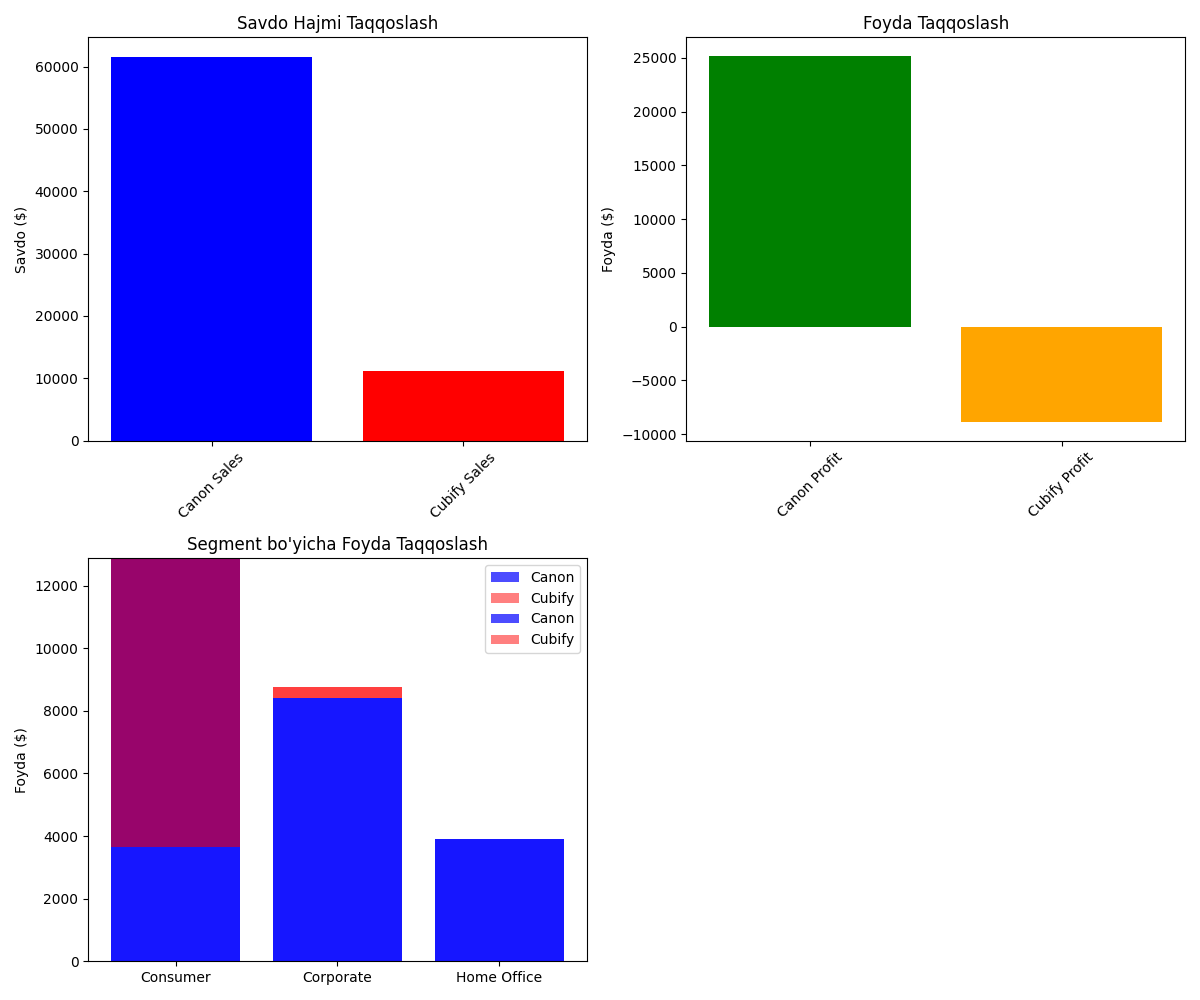 Savdo Hajmi Taqqoslash
60000
50000
40000
30000
20000
10000
0
Savdo ($)
Canon Sales
Cubify Sales
Foyda Taqqoslash
25000
20000
15000
10000
5000
0
−5000
−10000
Foyda ($)
Canon Profit
Cubify Profit
Segment bo'yicha Foyda Taqqoslash
12000
10000
8000
6000
4000
2000
0
Foyda ($)
Canon
Cubify
Canon
Cubify
Consumer
Corporate
Home Office